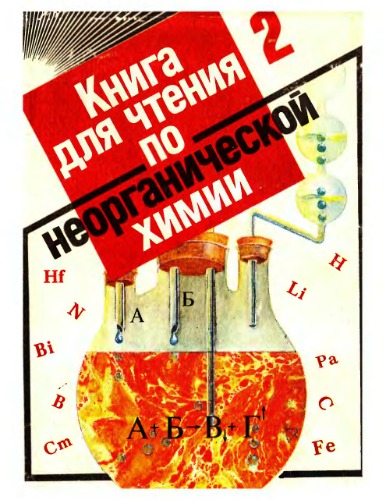 2
Книга
для чтения
по
неорганической
химии
Hf
N
Bi
B
Cm
А
Б
H
Li
Pa
C
Fe
А+Б→В↓+Г↑